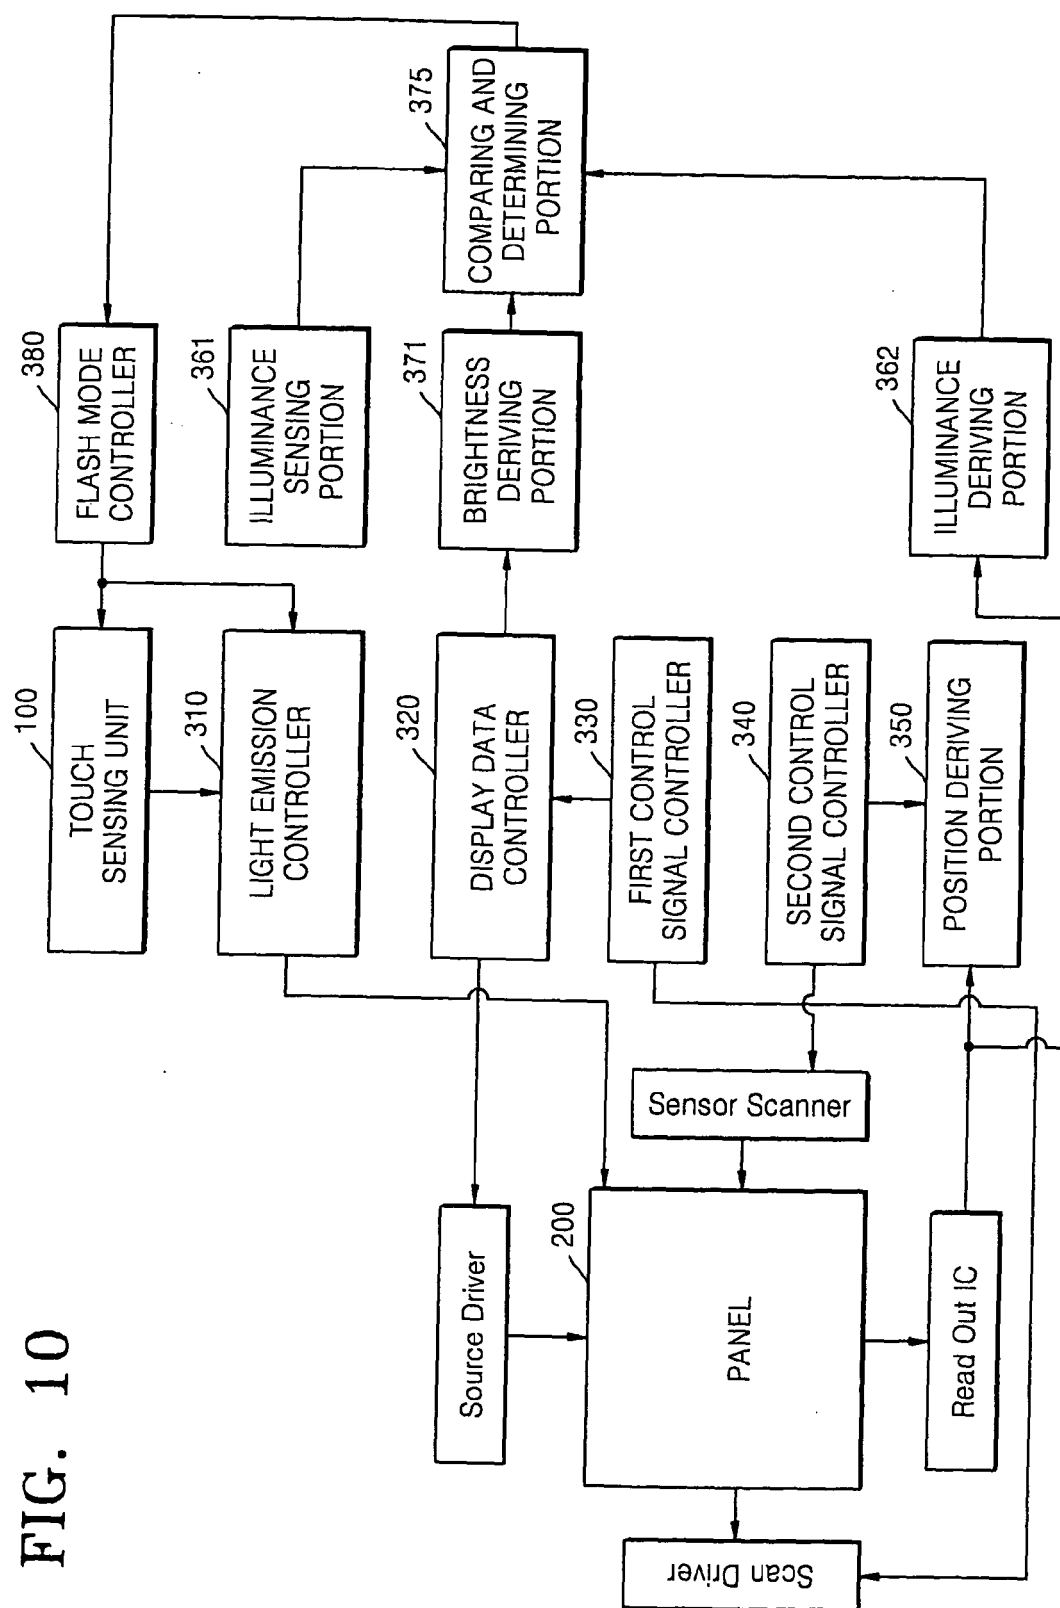 FIG. 10
100
TOUCH
SENSING UNIT
380
FLASH MODE
CONTROLLER
310
LIGHT EMISSION
CONTROLLER
361
ILLUMINANCE
SENSING
PORTION
Source Driver
320
DISPLAY DATA
CONTROLLER
371
BRIGHTNESS
DERIVING
PORTION
375
COMPARING AND
DETERMINING
PORTION
200
PANEL
330
FIRST CONTROL
SIGNAL CONTROLLER
Scan Driver
Sensor Scanner
340
SECOND CONTROL
SIGNAL CONTROLLER
Read Out IC
350
POSITION DERIVING
PORTION
362
ILLUMINANCE
DERIVING
PORTION